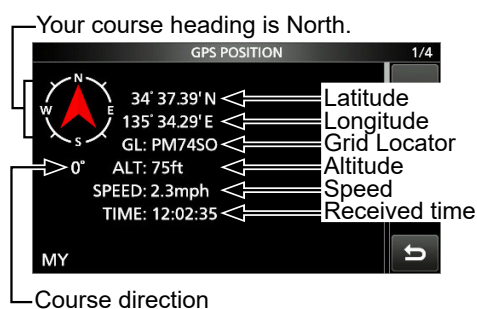 Your course heading is North.
GPS POSITION 1/4
N
W E
S
34°37.39'N Latitude
135°34.29'E Longitude
GL: PM74SO Grid Locator
0° ALT: 75ft Altitude
SPEED: 2.3mph Speed
TIME: 12:02:35 Received time
MY
Course direction